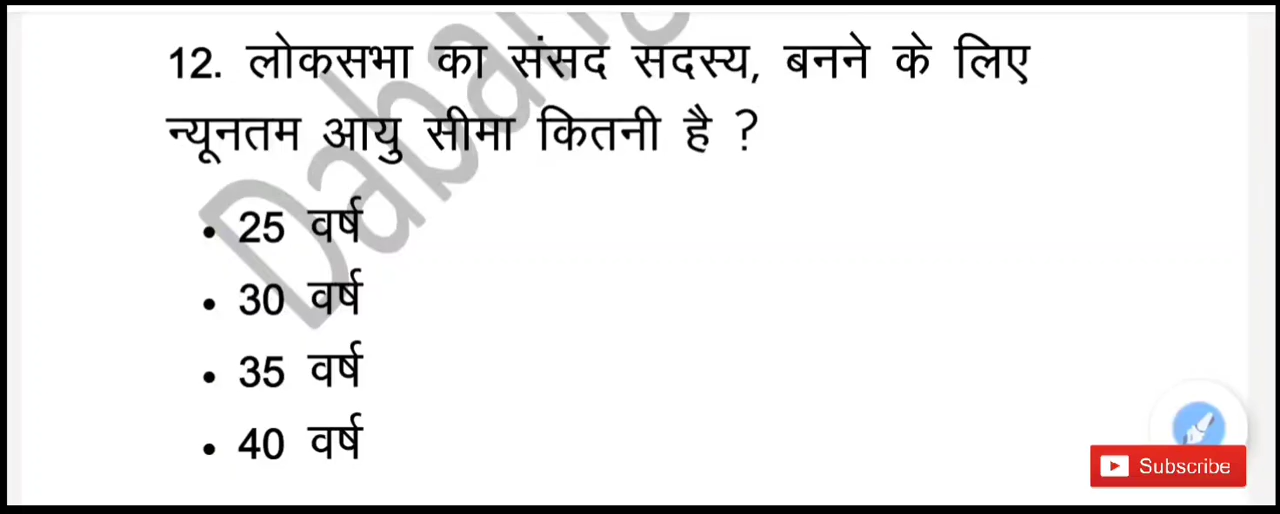 12. लोकसभा का संसद सदस्य, बनने के लिए
न्यूनतम आयु सीमा कितनी है ?
• 25 वर्ष
• 30 वर्ष
• 35 वर्ष
• 40 वर्ष
Subscribe